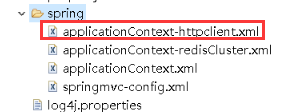 spring
applicationContext-httpclient.xml
applicationContext-redisCluster.xml
applicationContext.xml
springmvc-config.xml
log4j.properties